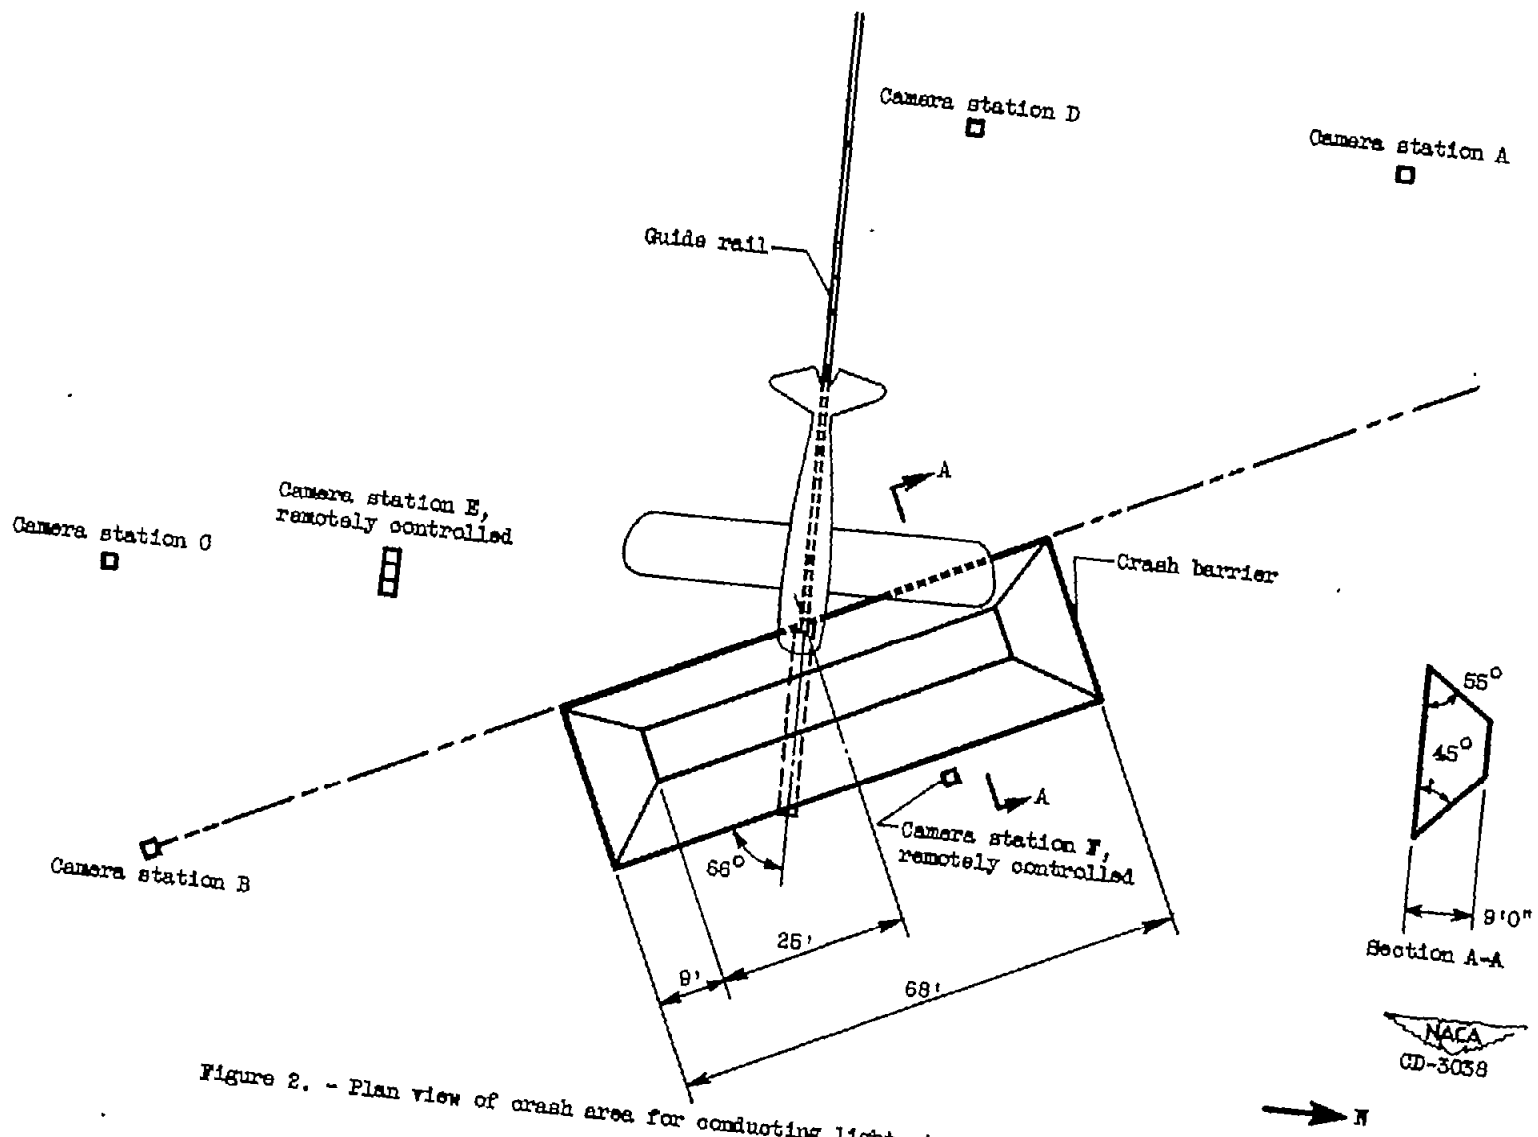 Camera station D
Camera station A
Guide rail
A
Camera station E,
remotely controlled
Camera station C
Crash barrier
55°
45°
A
Camera station F,
remotely controlled
Camera station B
66°
25'
9'
68'
9'0"
Section A-A
NACA
CD-3038
N
Figure 2. - Plan view of crash area for conducting